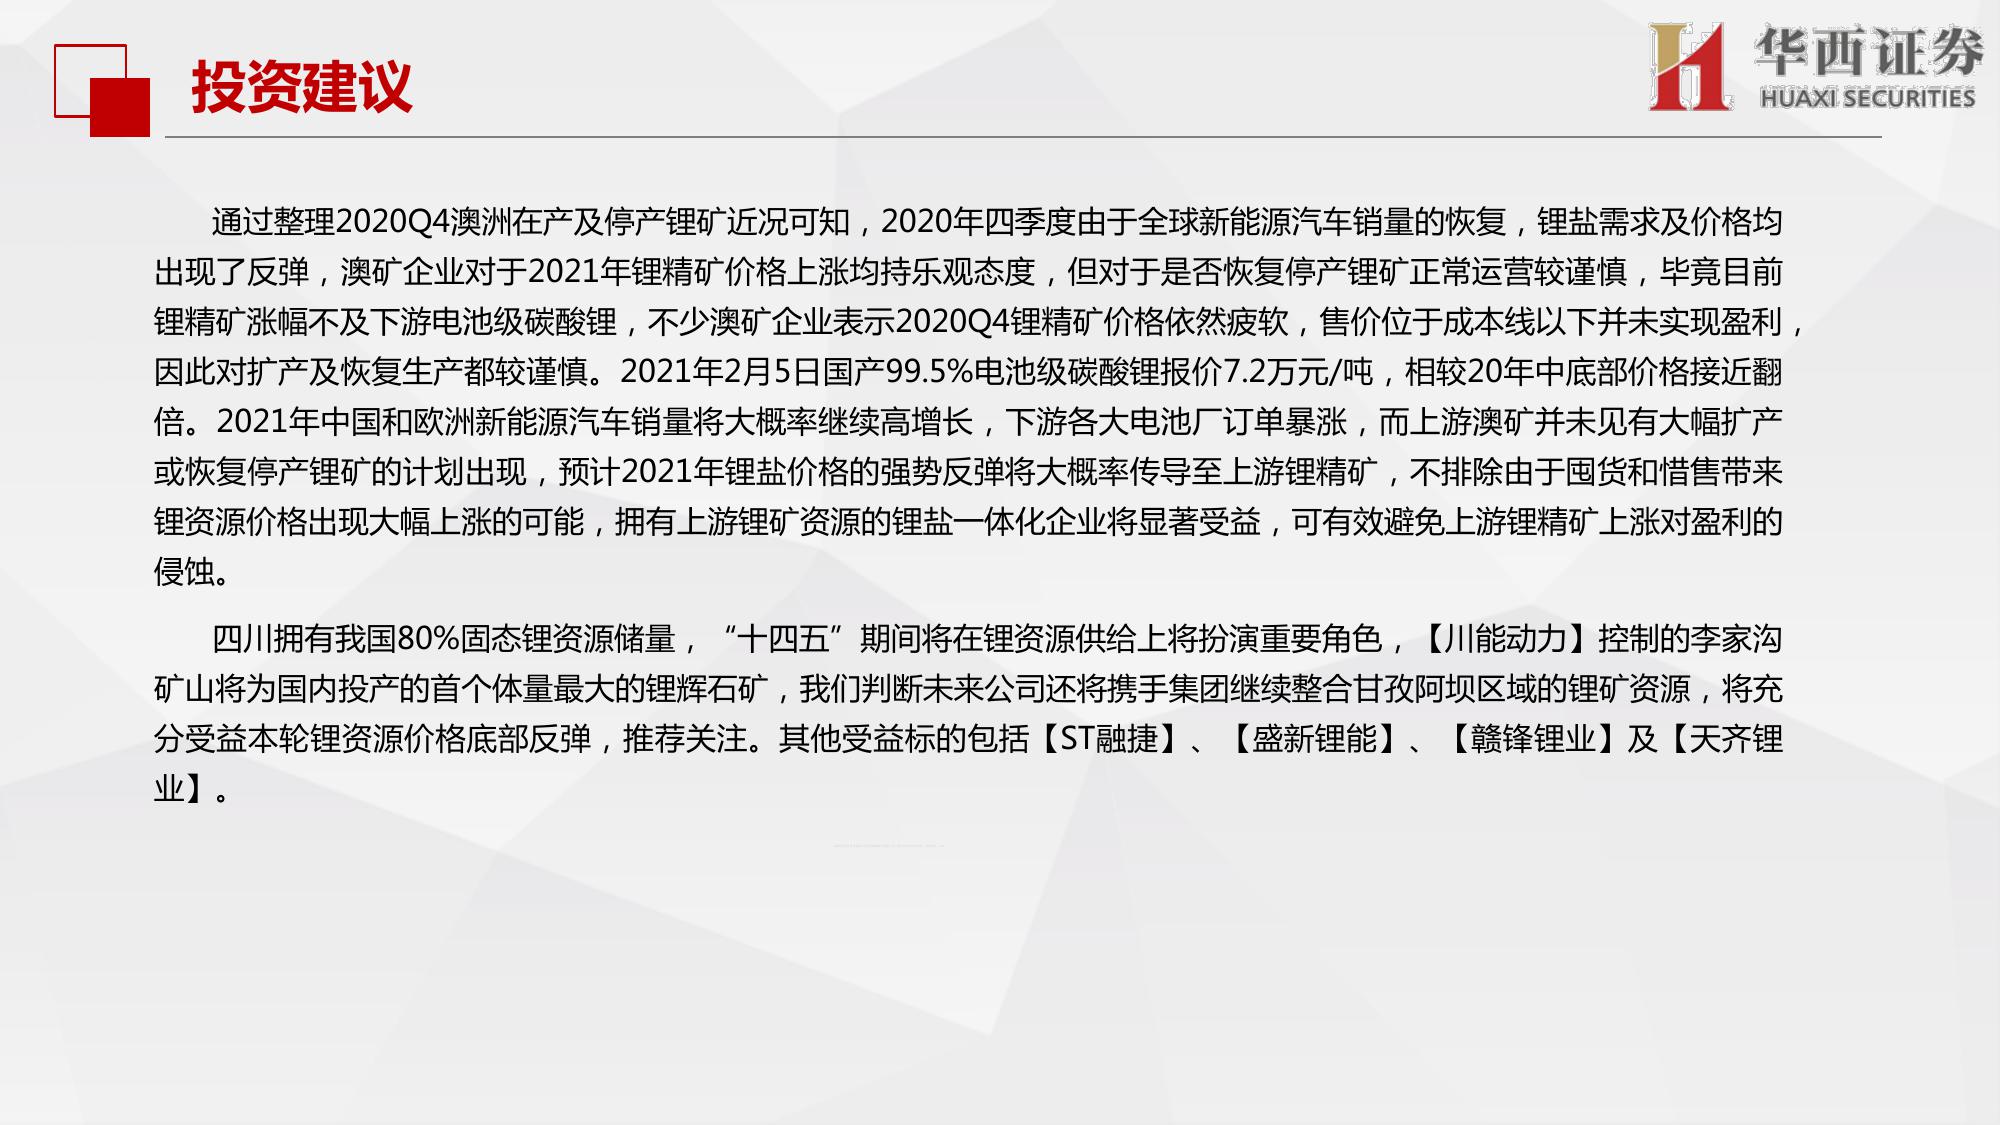 投资建议
华西证券
HUAXI SECURITIES
通过整理2020Q4澳洲在产及停产锂矿近况可知，2020年四季度由于全球新能源汽车销量的恢复，锂盐需求及价格均
出现了反弹，澳矿企业对于2021年锂精矿价格上涨均持乐观态度，但对于是否恢复停产锂矿正常运营较谨慎，毕竟目前
锂精矿涨幅不及下游电池级碳酸锂，不少澳矿企业表示2020Q4锂精矿价格依然疲软，售价位于成本线以下并未实现盈利，
因此对扩产及恢复生产都较谨慎。2021年2月5日国产99.5%电池级碳酸锂报价7.2万元/吨，相较20年中底部价格接近翻
倍。2021年中国和欧洲新能源汽车销量将大概率继续高增长，下游各大电池厂订单暴涨，而上游澳矿并未见有大幅扩产
或恢复停产锂矿的计划出现，预计2021年锂盐价格的强势反弹将大概率传导至上游锂精矿，不排除由于囤货和惜售带来
锂资源价格出现大幅上涨的可能，拥有上游锂矿资源的锂盐一体化企业将显著受益，可有效避免上游锂精矿上涨对盈利的
侵蚀。
四川拥有我国80%固态锂资源储量，“十四五”期间将在锂资源供给上将扮演重要角色，【川能动力】控制的李家沟
矿山将为国内投产的首个体量最大的锂辉石矿，我们判断未来公司还将携手集团继续整合甘孜阿坝区域的锂矿资源，将充
分受益本轮锂资源价格底部反弹，推荐关注。其他受益标的包括【ST融捷】、【盛新锂能】、【赣锋锂业】及【天齐锂
业】。